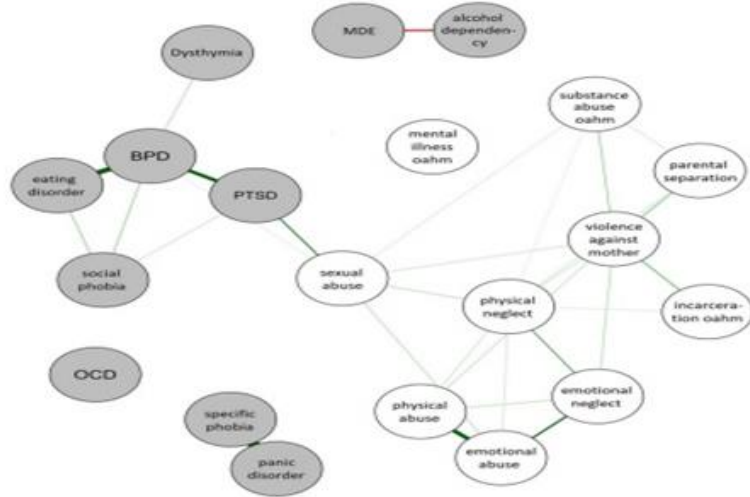 MDE
alcohol
dependen-
cy
Dysthymia
substance
abuse
oahm
mental
illness
oahm
BPD
parental
separation
eating
disorder
PTSD
violence
against
mother
social
phobia
sexual
abuse
physical
neglect
incarcera-
tion oahm
OCD
specific
phobia
physical
abuse
emotional
neglect
panic
disorder
emotional
abuse